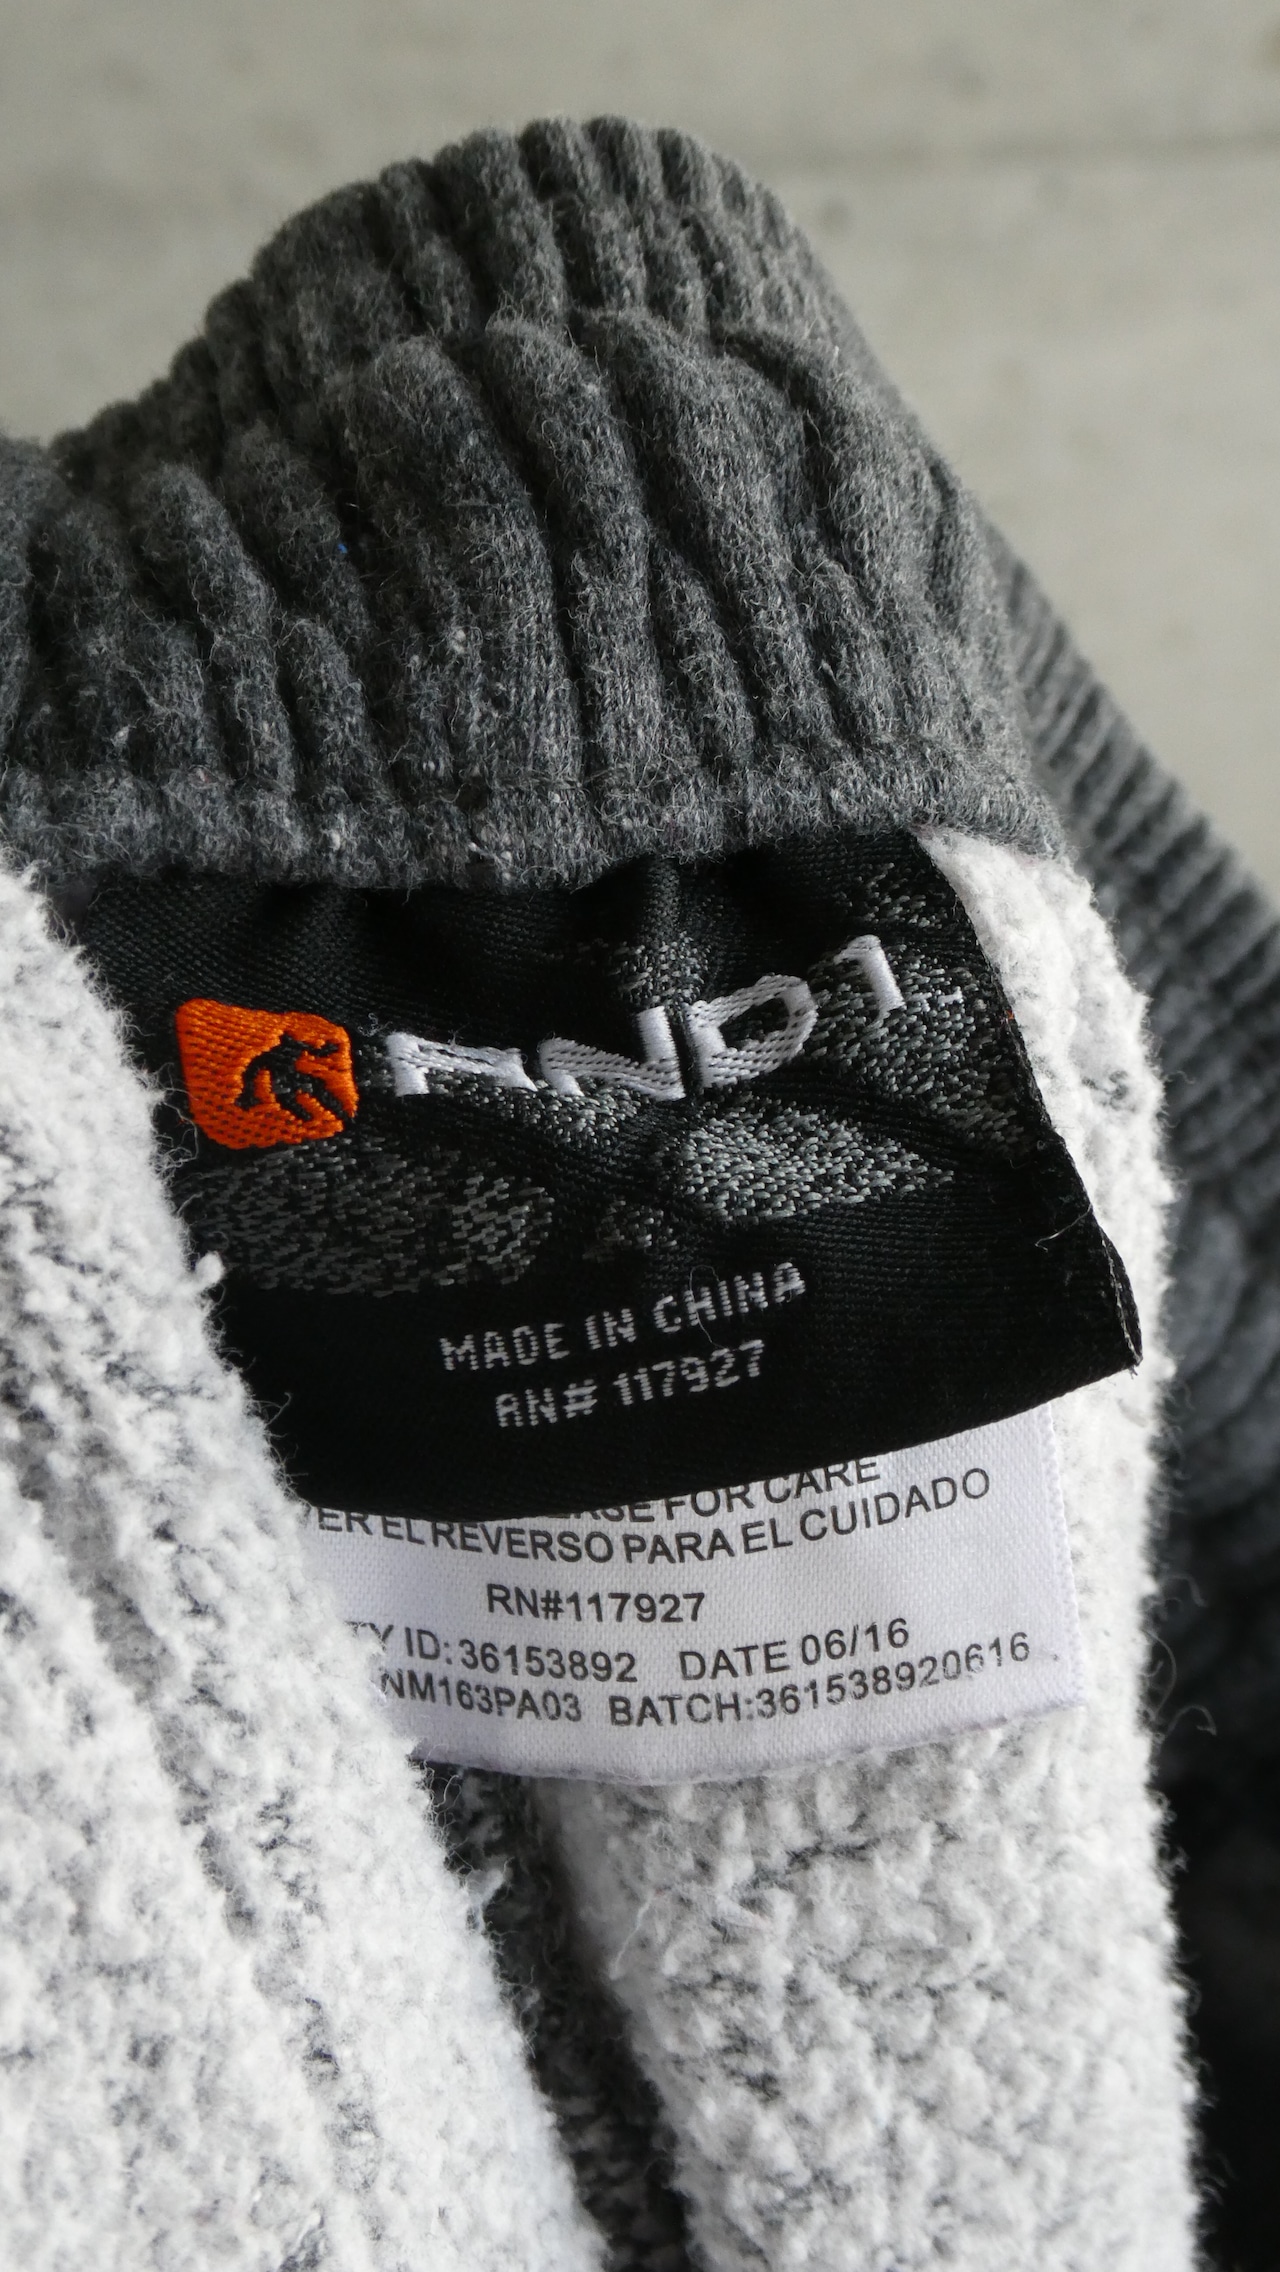 AND1
MADE IN CHINA
RN# 117927
FOR CARE
EL REVERSO PARA EL CUIDADO
RN#117927
ID: 36153892 DATE 06/16
NM163PA03 BATCH:361538920616